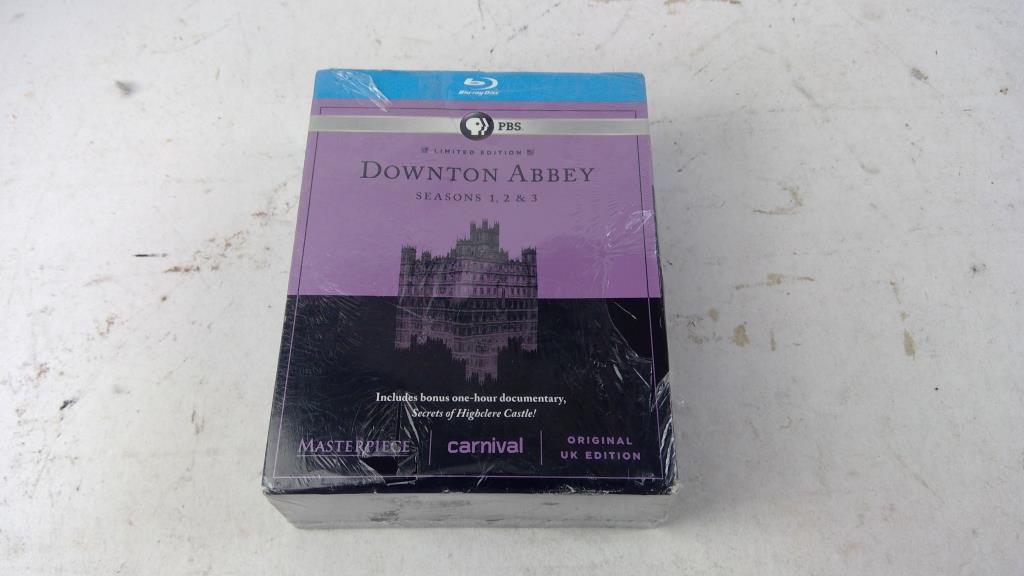 Blu-ray Disc
PBS.
LIMITED EDITION
DOWNTON ABBEY
SEASONS 1, 2 & 3
Includes bonus one-hour documentary,
Secrets of Highclere Castle!
MASTERPIECE
carnival
ORIGINAL
UK EDITION